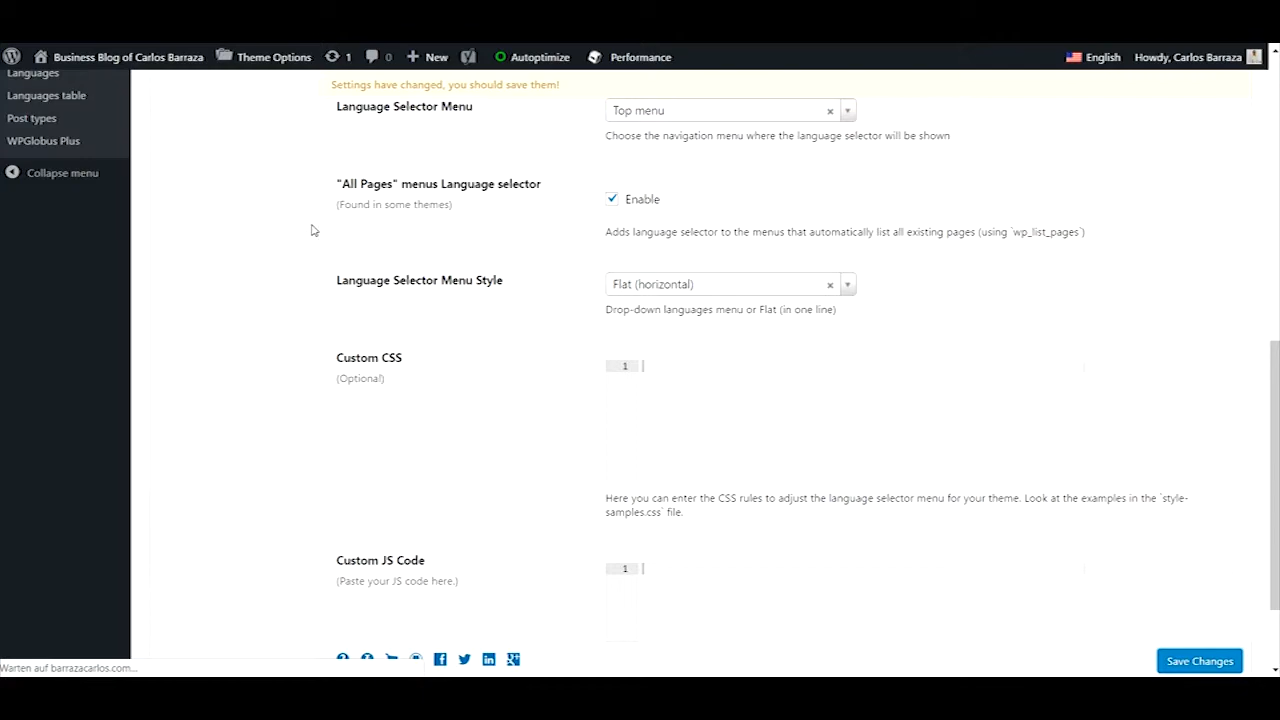 Business Blog of Carlos Barraza Theme Options 1 0 New Autoptimize Performance English Howdy, Carlos Barraza
Languages
Languages table
Post types
WPGlobus Plus
Collapse menu
Settings have changed, you should save them!
Language Selector Menu
Top menu
Choose the navigation menu where the language selector will be shown
"All Pages" menus Language selector
(Found in some themes)
Enable
Adds language selector to the menus that automatically list all existing pages (using `wp_list_pages`)
Language Selector Menu Style
Flat (horizontal)
Drop-down languages menu or Flat (in one line)
Custom CSS
(Optional)
1
Here you can enter the CSS rules to adjust the language selector menu for your theme. Look at the examples in the `style-
samples.css` file.
Custom JS Code
(Paste your JS code here.)
1
Save Changes
Warten auf barrazacarlos.com...